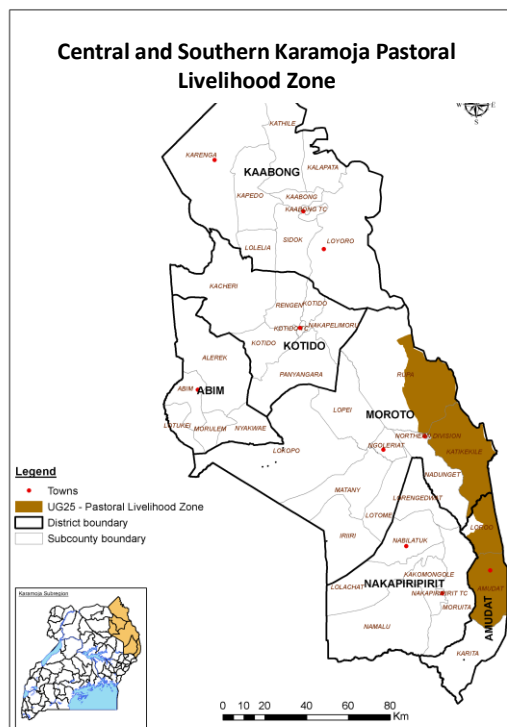 Central and Southern Karamoja Pastoral
Livelihood Zone
W E
S
KATHILE
KARENGA
KALAPATA
KAABONG
KAPEDO
KAABONG
KAABONG TC
SIDOK
LOYORO
LOLELIA
KACHERI
RENGEN
KOTIDO
KOTIDO TC
NAKAPELIMORU
KOTIDO
KOTIDO
ALEREK
PANYANGARA
RUPA
ABIM
ABIM
LOPEI
MOROTO
LOTUKEI
MORULEM
NYAKWAE
NORTHERN DIVISION
NGOLERIAT
KATIKEKILE
LOKOPO
NADUNGET
MATANY
LORENGEDWAT
LOTOME
LOROO
IRIIRI
NABILATUK
KAKOMONGOLE
LOLACHAT
NAKAPIRIPIRIT
AMUDAT
NAKAPIRIPIRIT TC
MORUITA
AMUDAT
NAMALU
KARITA
Legend
Towns
UG25 - Pastoral Livelihood Zone
District boundary
Subcounty boundary
Karamoja Subregion
0 10 20 40 60 80
Km